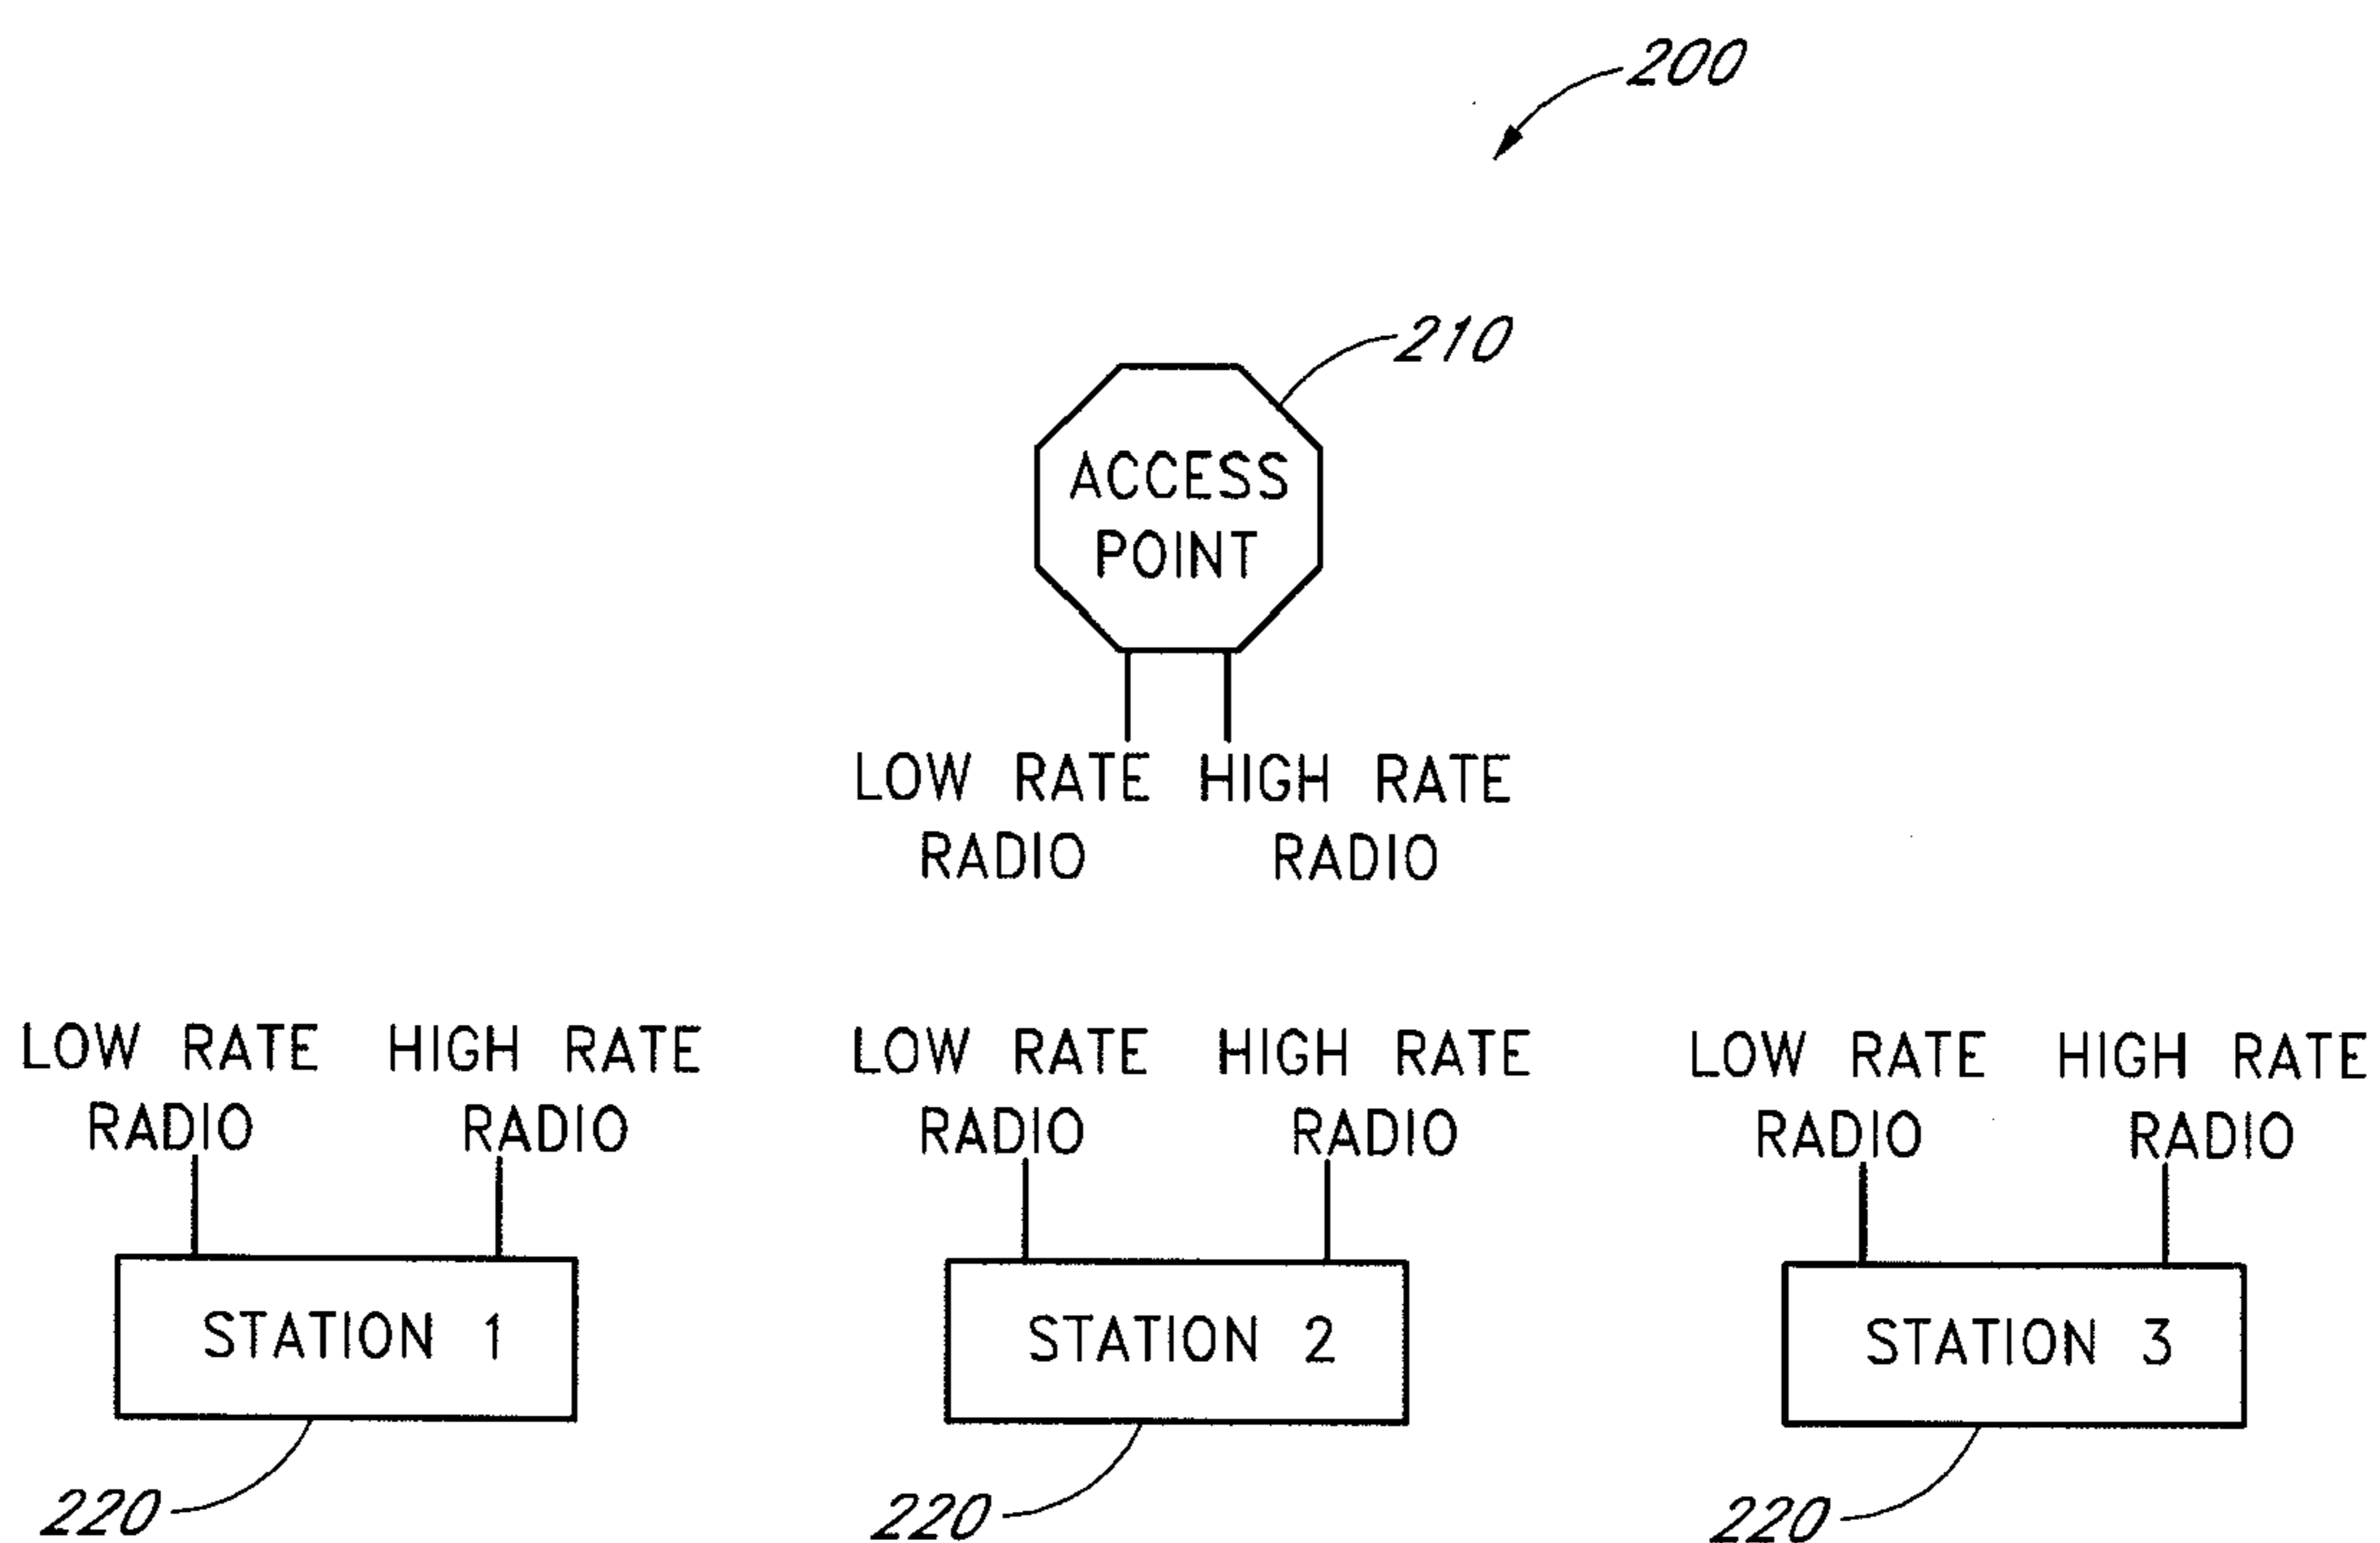 200
210
ACCESS
POINT
LOW RATE HIGH RATE
RADIO RADIO
LOW RATE HIGH RATE LOW RATE HIGH RATE LOW RATE HIGH RATE
RADIO RADIO RADIO RADIO RADIO RADIO
STATION 1 STATION 2 STATION 3
220 220 220